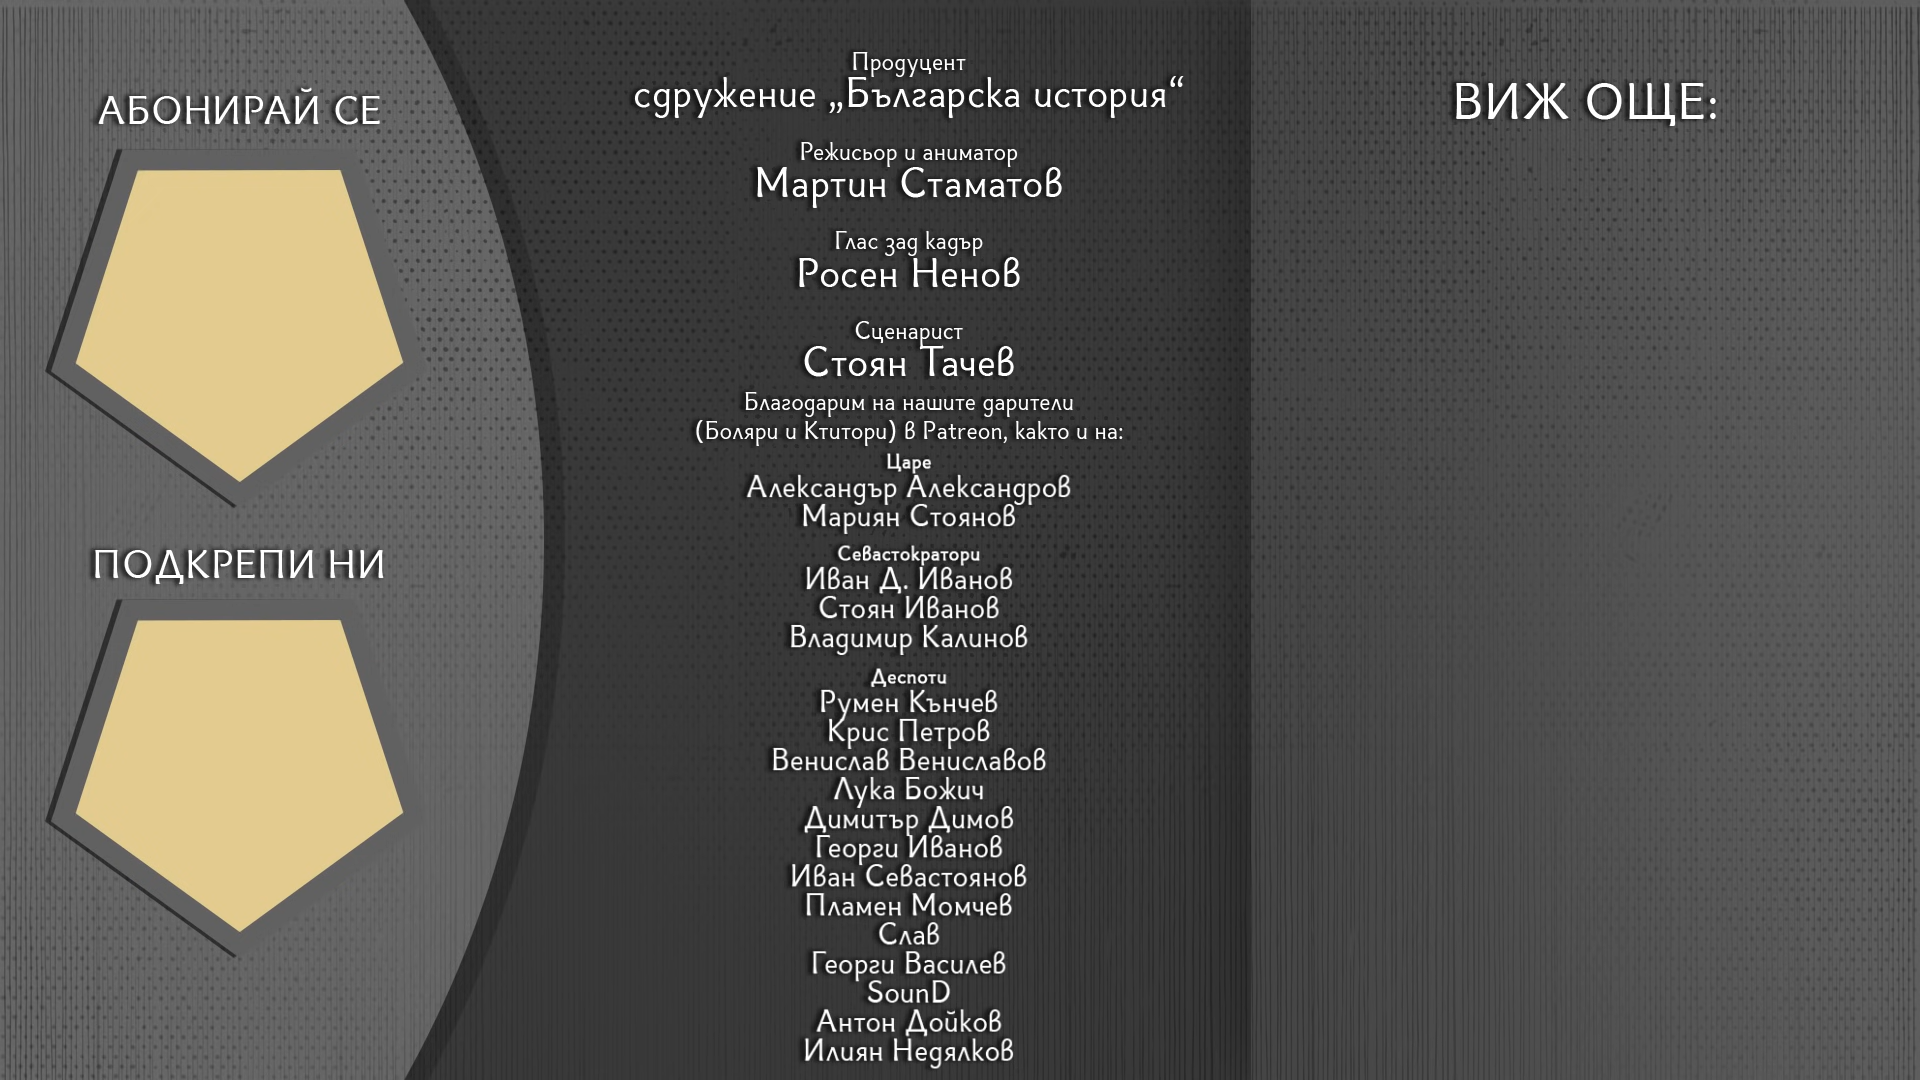 АБОНИРАЙ СЕ
ПОДКРЕПИ НИ
Продуцент
сдружение „Българска история“
Режисьор и аниматор
Мартин Стаматов
Глас зад кадър
Росен Ненов
Сценарист
Стоян Тачев
Благодарим на нашите дарители
(Боляри и Ктитори) в Patreon, както и на:
Царе
Александър Александров
Мариян Стоянов
Севастократори
Иван Д. Иванов
Стоян Иванов
Владимир Калинов
Деспоти
Румен Кънчев
Крис Петров
Венислав Вениславов
Лука Божич
Димитър Димов
Георги Иванов
Иван Севастоянов
Пламен Момчев
Слав
Георги Василев
SounD
Антон Дойков
Илиян Недялков
ВИЖ ОЩЕ: